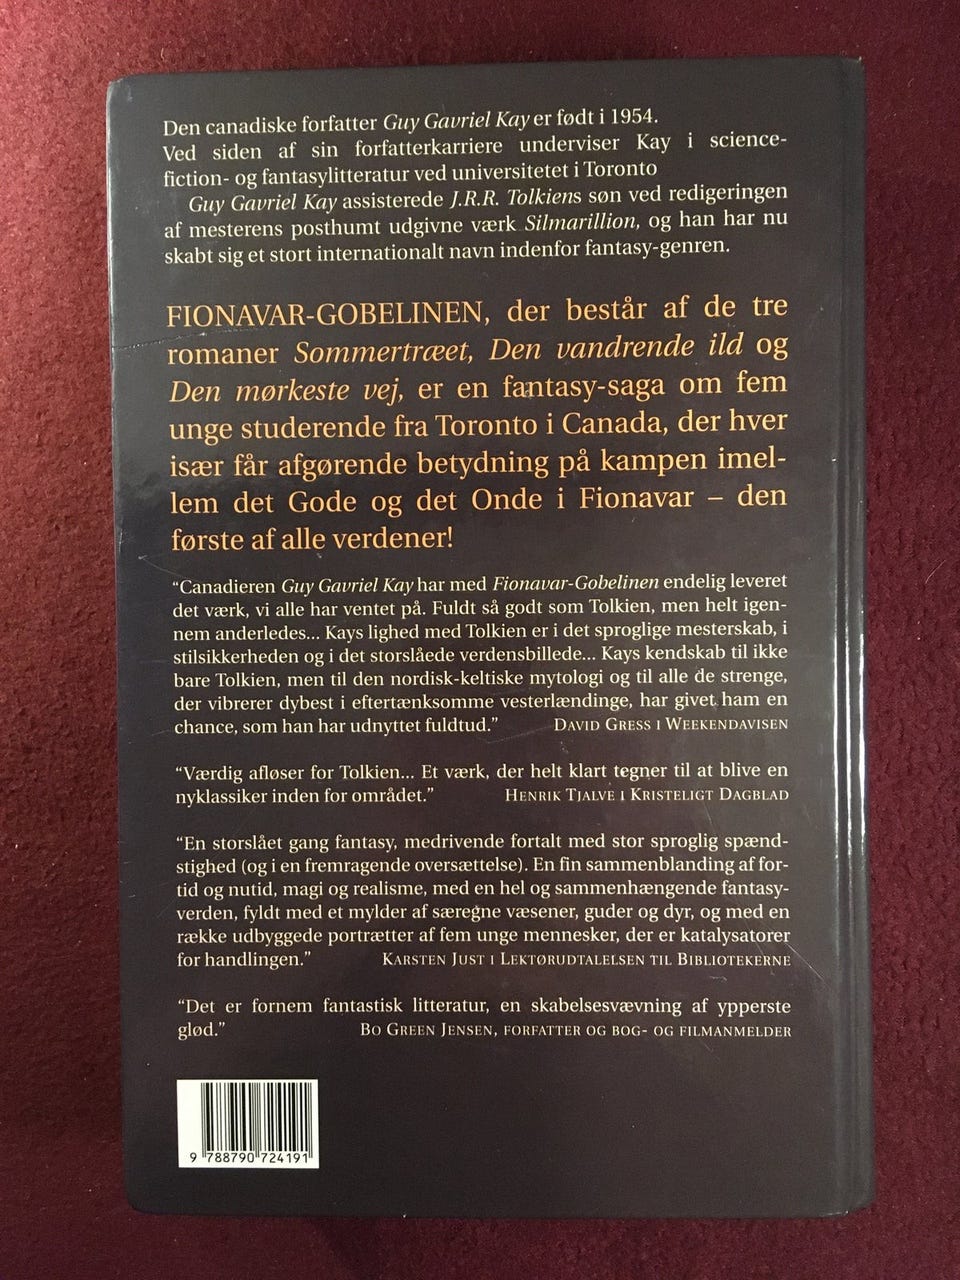 Den canadiske forfatter Guy Gavriel Kay er født i 1954.
Ved siden af sin forfatterkarriere underviser Kay i science-
fiction- og fantasylitteratur ved universitetet i Toronto
Guy Gavriel Kay assisterede J.R.R. Tolkiens søn ved redigeringen
af mesterens posthumt udgivne værk Silmarillion, og han har nu
skabt sig et stort internationalt navn indenfor fantasy-genren.
FIONAVAR-GOBELINEN, der består af de tre
romaner Sommertræet, Den vandrende ild og
Den mørkeste vej, er en fantasy-saga om fem
unge studerende fra Toronto i Canada, der hver
især får afgørende betydning på kampen imel-
lem det Gode og det Onde i Fionavar – den
første af alle verdener!
“Canadieren Guy Gavriel Kay har med Fionavar-Gobelinen endelig leveret
det værk, vi alle har ventet på. Fuldt så godt som Tolkien, men helt igen-
nem anderledes... Kays lighed med Tolkien er i det sproglige mesterskab, i
stilsikkerheden og i det storslåede verdensbillede... Kays kendskab til ikke
bare Tolkien, men til den nordisk-keltiske mytologi og til alle de strenge,
der vibrerer dybest i eftertænksomme vesterlændinge, har givet ham en
chance, som han har udnyttet fuldtud.” DAVID GRESS I WEEKENDAVISEN
“Værdig afløser for Tolkien... Et værk, der helt klart tegner til at blive en
nyklassiker inden for området.” HENRIK TJALVE I KRISTELIGT DAGBLAD
“En storslået gang fantasy, medrivende fortalt med stor sproglig spænd-
stighed (og i en fremragende oversættelse). En fin sammenblanding af for-
tid og nutid, magi og realisme, med en hel og sammenhængende fantasy-
verden, fyldt med et mylder af særegne væsener, guder og dyr, og med en
række udbyggede portrætter af fem unge mennesker, der er katalysatorer
for handlingen.” KARSTEN JUST I LEKTØRUDTALELSEN TIL BIBLIOTEKERNE
“Det er fornem fantastisk litteratur, en skabelsesvævning af ypperste
glød.” BO GREEN JENSEN, FORFATTER OG BOG- OG FILMANMELDER
9 788790 724191